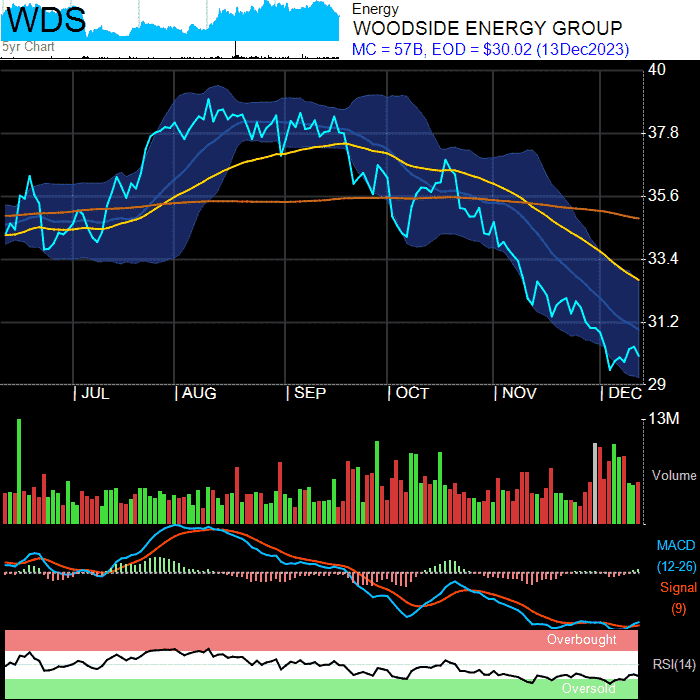 WDS
5yr Chart
Energy
WOODSIDE ENERGY GROUP
MC = 57B, EOD = $30.02 (13Dec2023)
40
37.8
35.6
33.4
31.2
29
| JUL | AUG | SEP | OCT | NOV | DEC
13M
Volume
MACD
(12-26)
Signal
(9)
Overbought
RSI(14)
Oversold